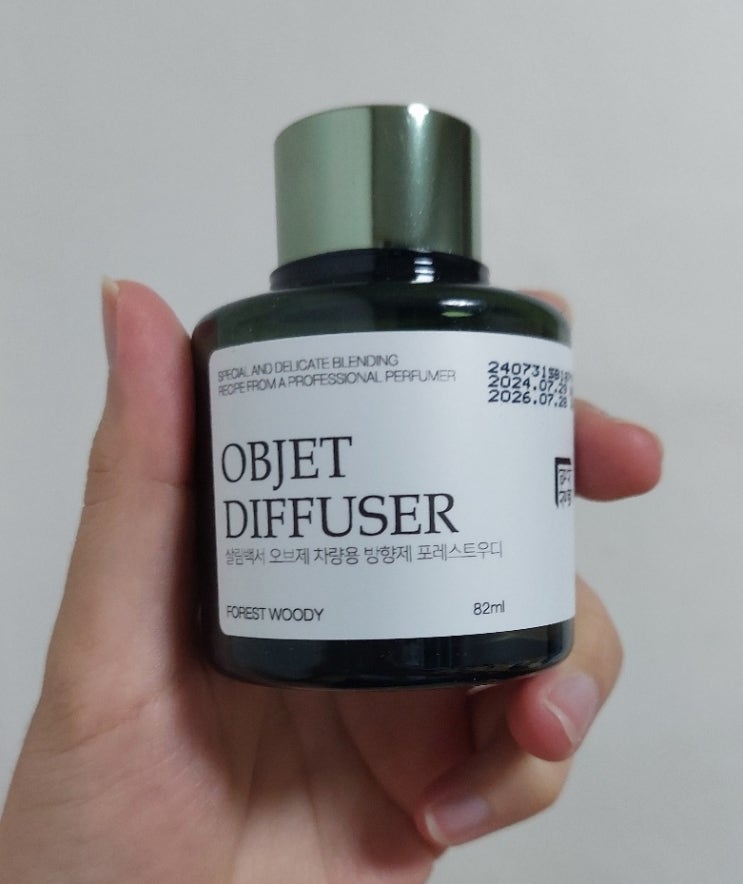 SPECIAL AND DELICATE BLENDING
RECIPE FROM A PROFESSIONAL PERFUMER
2024.07.29
2026.07.28
OBJET
DIFFUSER
살림백서 오브제 차량용 방향제 포레스트우디
FOREST WOODY
82ml